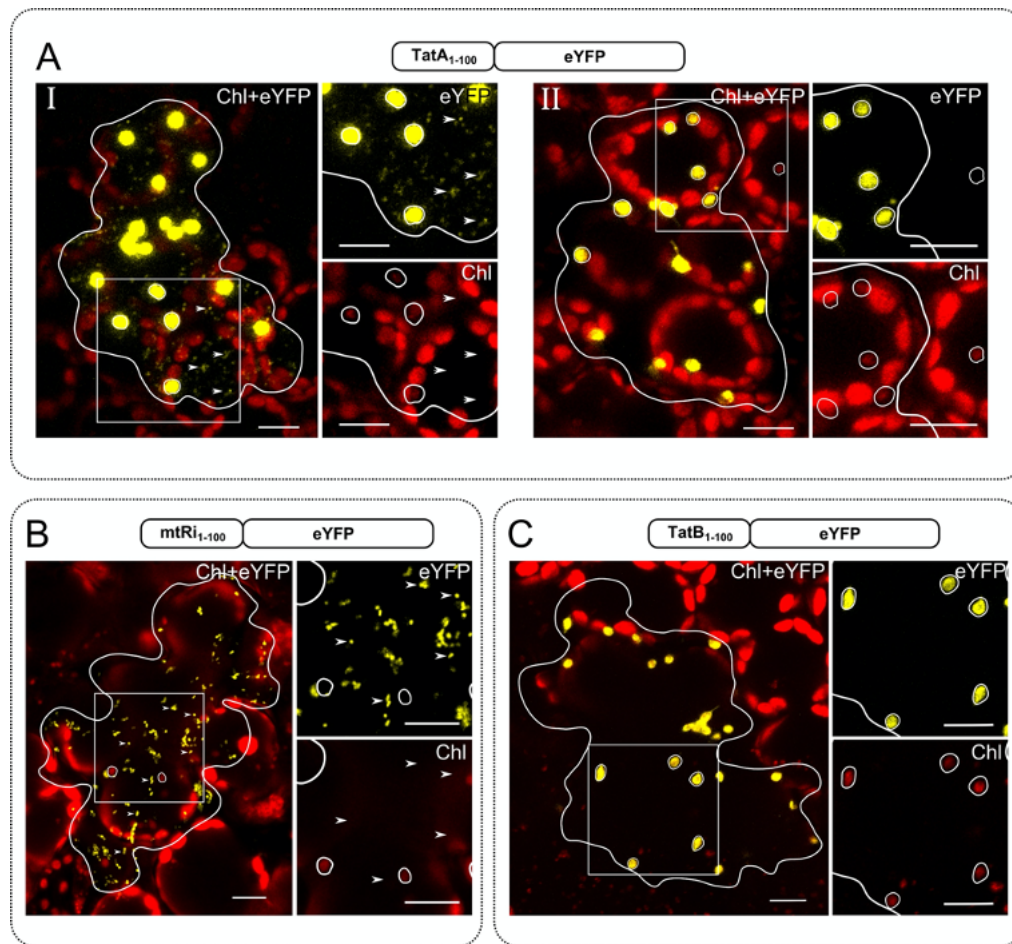 A
TatA1-100 eYFP
I Chl+eYFP eYFP Chl
II Chl+eYFP eYFP Chl
B
mtRi1-100 eYFP
Chl+eYFP eYFP Chl
C
TatB1-100 eYFP
Chl+eYFP eYFP Chl